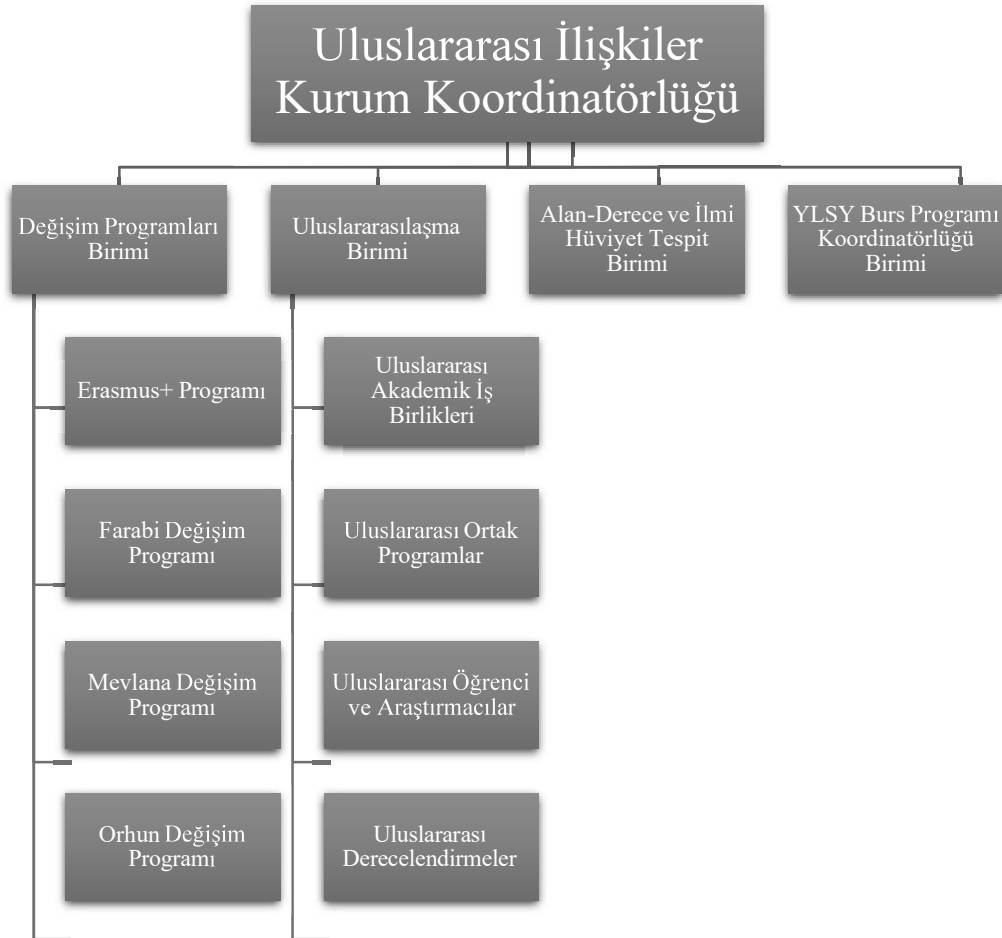 Uluslararası İlişkiler
Kurum Koordinatörlüğü
Değişim Programları
Birimi
Uluslararasılaşma
Birimi
Alan-Derece ve İlmi
Hüviyet Tespit
Birimi
YLSY Burs Programı
Koordinatörlüğü
Birimi
Erasmus+ Programı
Farabi Değişim
Programı
Mevlana Değişim
Programı
Orhun Değişim
Programı
Uluslararası
Akademik İş
Birlikleri
Uluslararası Ortak
Programlar
Uluslararası Öğrenci
ve Araştırmacılar
Uluslararası
Derecelendirmeler